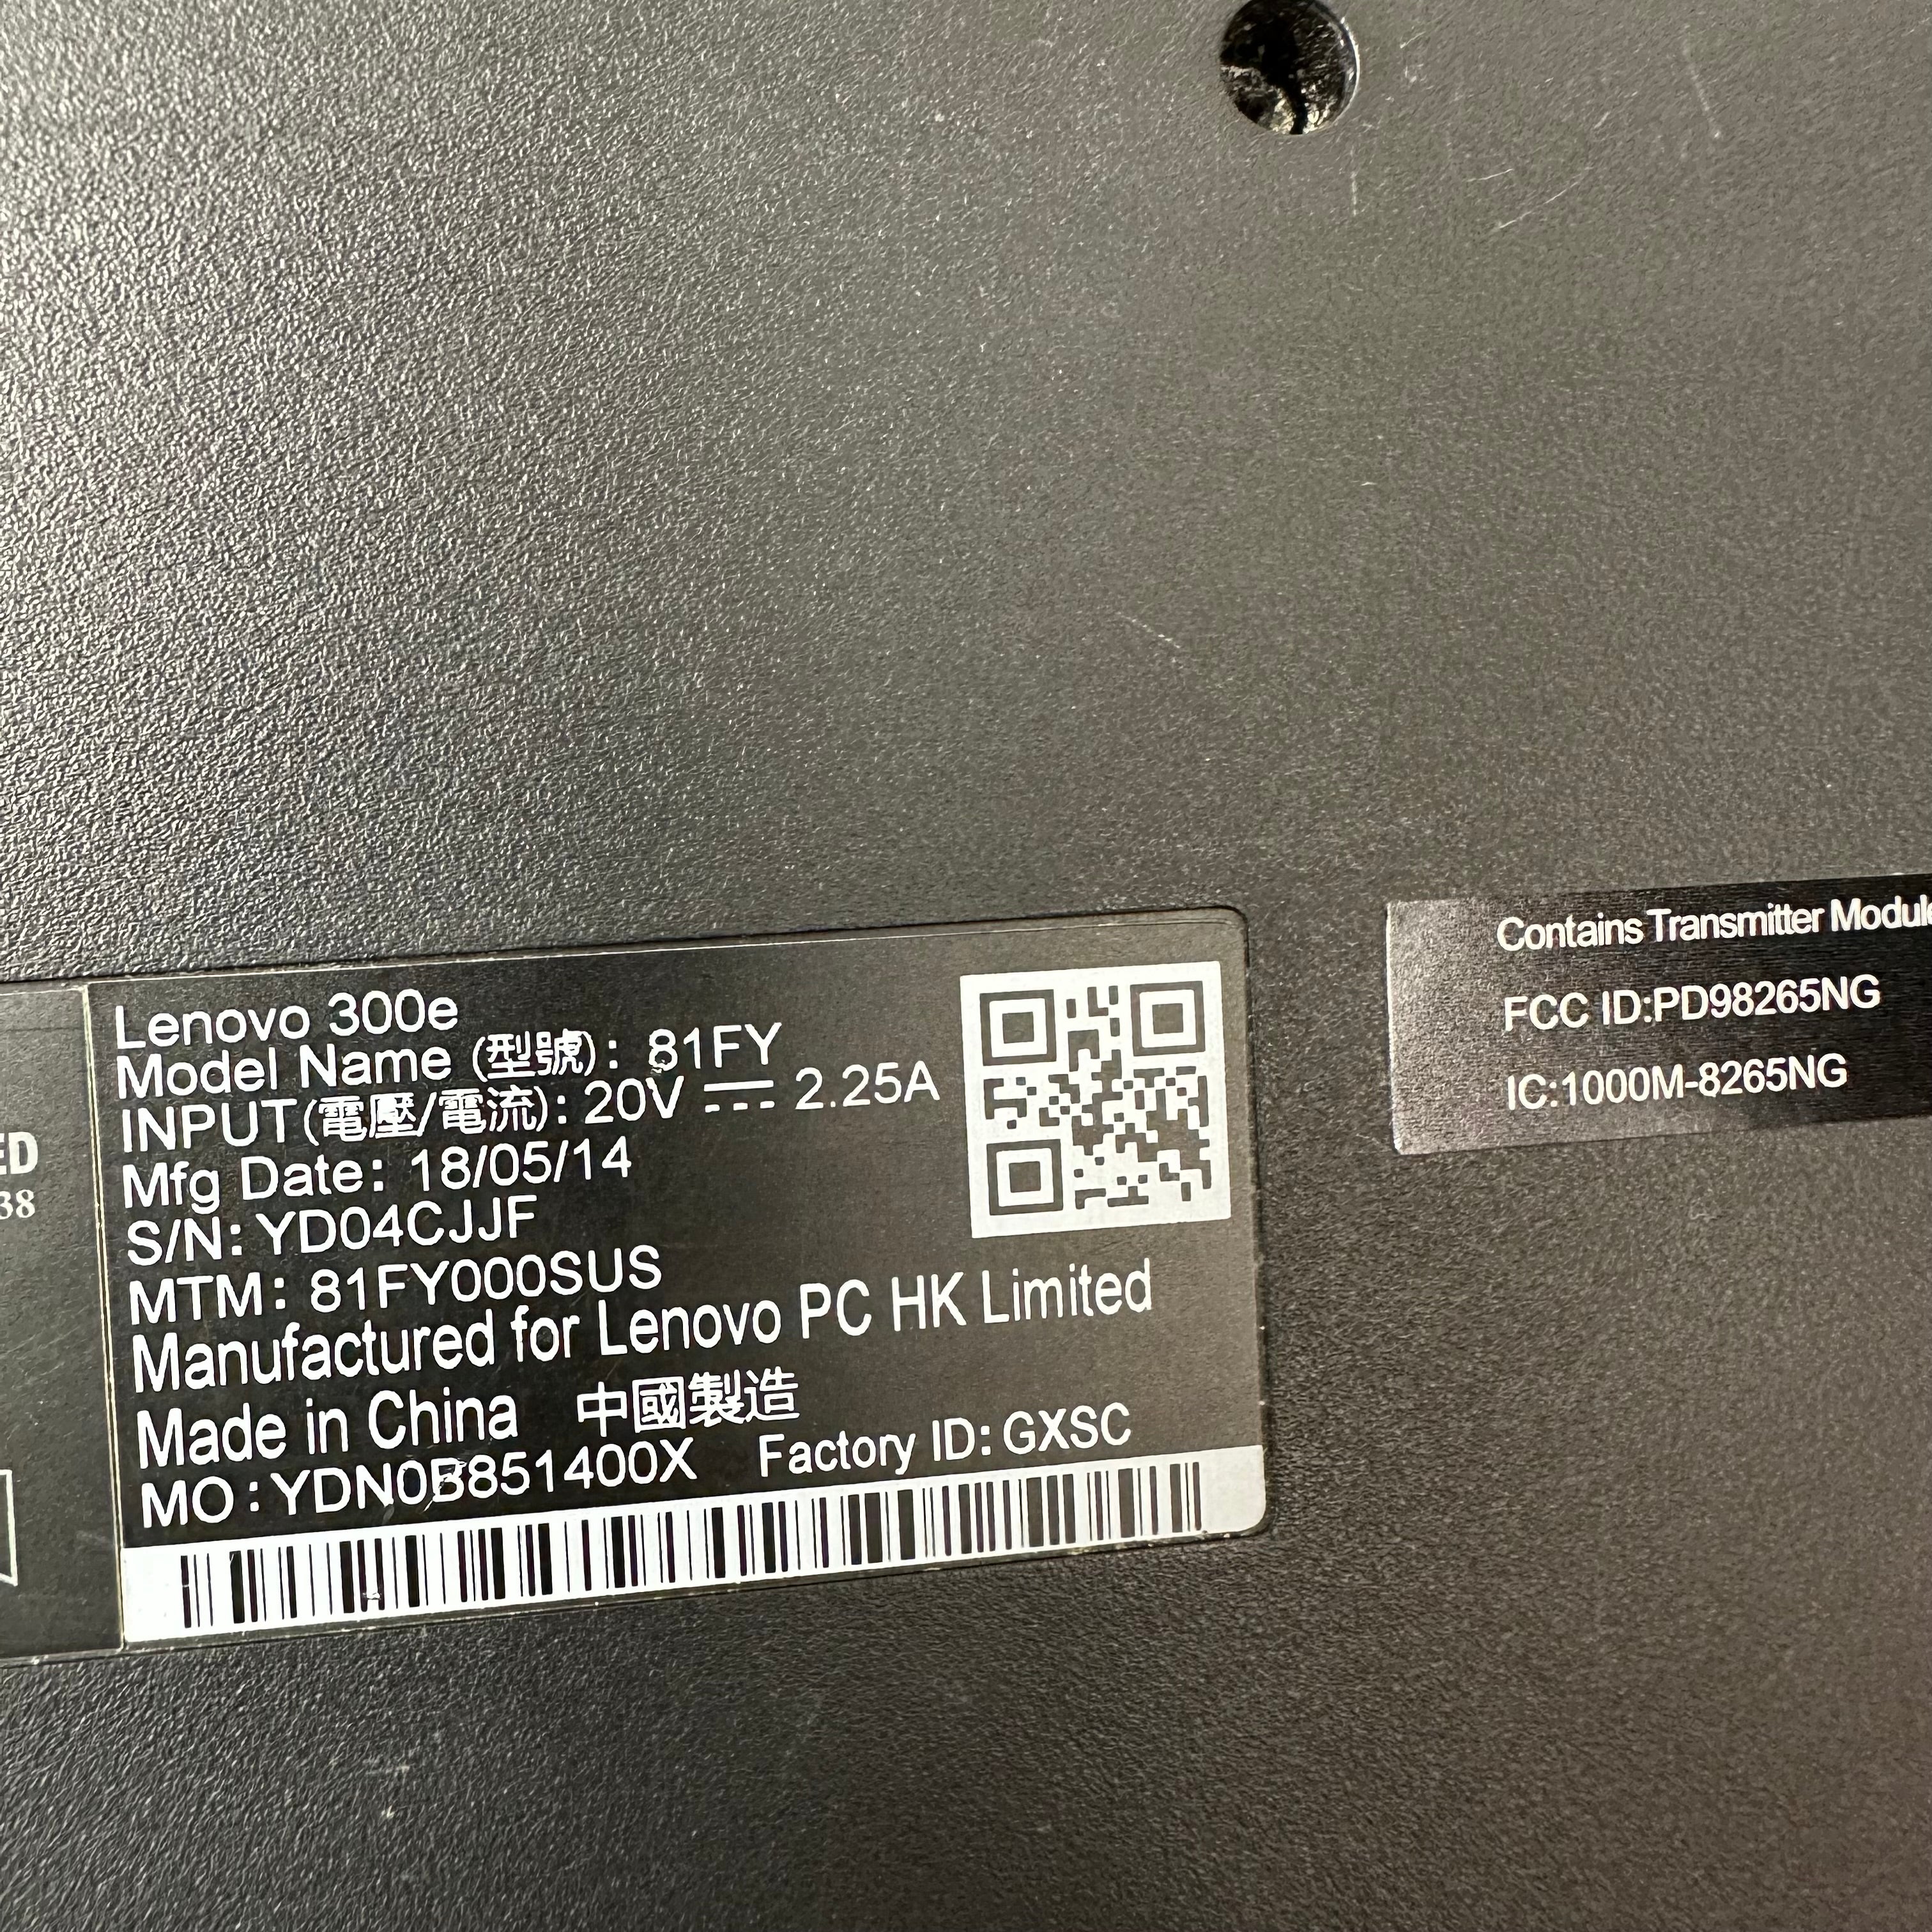 Lenovo 300e
Model Name (型號): 81FY
INPUT(電壓/電流): 20V 2.25A
Mfg Date: 18/05/14
S/N: YD04CJJF
MTM: 81FY000SUS
Manufactured for Lenovo PC HK Limited
Made in China 中國製造
MO:YDN0B851400X Factory ID: GXSC
Contains Transmitter Module
FCC ID:PD98265NG
IC:1000M-8265NG
ED
38